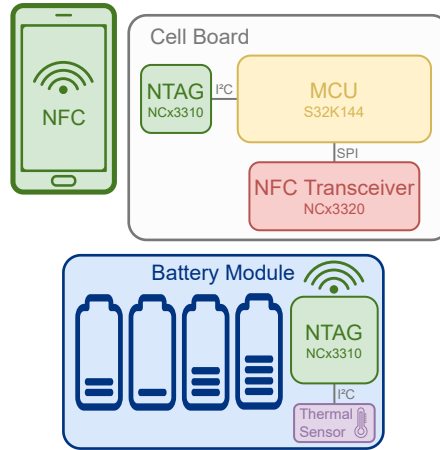 NFC
Cell Board
NTAG
NCx3310
I²C
MCU
S32K144
SPI
NFC Transceiver
NCx3320
Battery Module
NTAG
NCx3310
I²C
Thermal
Sensor